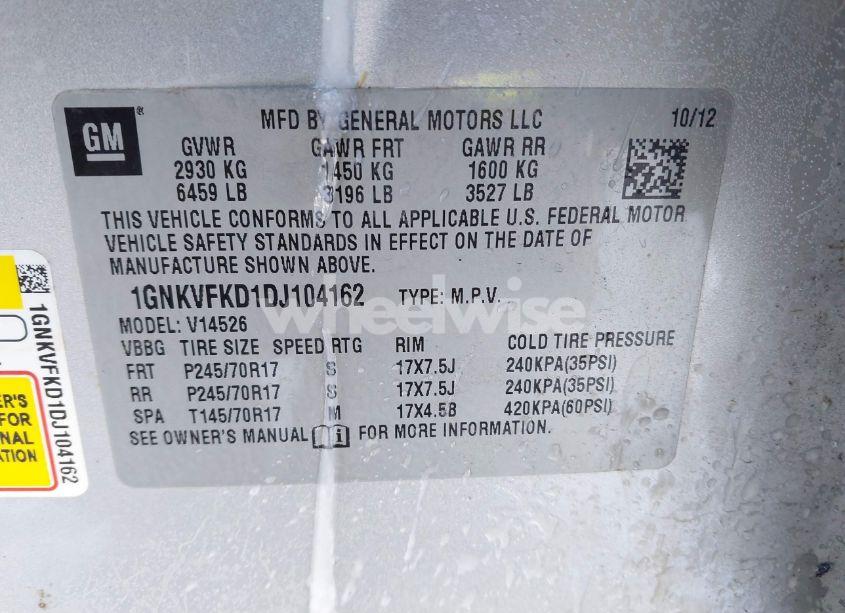 GM
®
MFD BY GENERAL MOTORS LLC 10/12
GVWR GAWR FRT GAWR RR
2930 KG 1450 KG 1600 KG
6459 LB 3196 LB 3527 LB
THIS VEHICLE CONFORMS TO ALL APPLICABLE U.S. FEDERAL MOTOR
VEHICLE SAFETY STANDARDS IN EFFECT ON THE DATE OF
MANUFACTURE SHOWN ABOVE.
1GNKVFKD1DJ104162 TYPE: M.P.V.
MODEL: V14526
VBBG TIRE SIZE SPEED RTG RIM COLD TIRE PRESSURE
FRT P245/70R17 S 17X7.5J 240KPA(35PSI)
RR P245/70R17 S 17X7.5J 240KPA(35PSI)
SPA T145/70R17 M 17X4.5B 420KPA(60PSI)
SEE OWNER'S MANUAL FOR MORE INFORMATION.
wheelwise
1GNKVFKD1DJ104162
ER'S
FOR
NAL
ATION